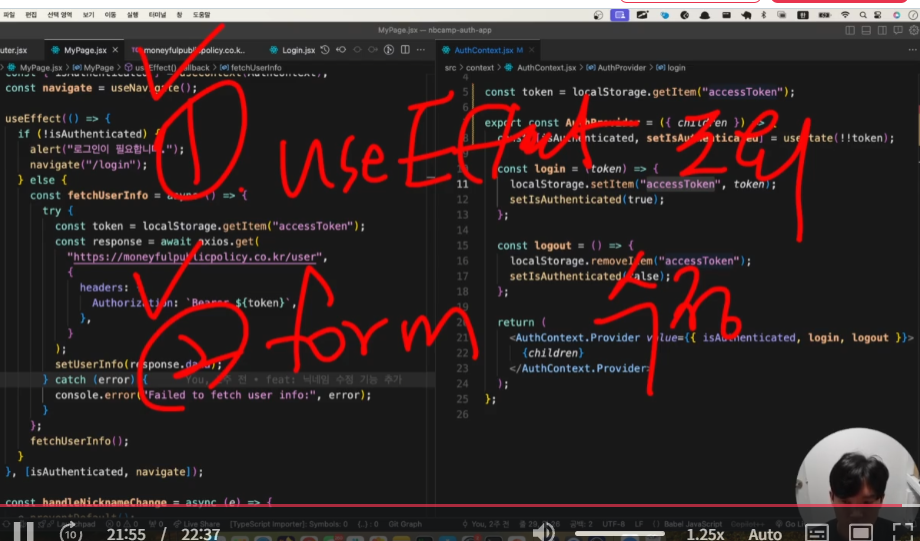 파일 편집 선택 영역 보기 이동 실행 터미널 창 도움말
MyPage.jsx — nbcamp-auth-app
uter.jsx MyPage.jsx moneyfulpublicpolicy.co.k.. Login.jsx
MyPage.jsx > MyPage > useEffect() callback > fetchUserInfo
const navigate = useNavigate();
useEffect(() => {
if (!isAuthenticated) {
alert("로그인이 필요합니다.");
navigate("/login");
} else {
const fetchUserInfo = async () => {
try {
const token = localStorage.getItem("accessToken");
const response = await axios.get(
"https://moneyfulpublicpolicy.co.kr/user",
{
headers:
Authorization: `Bearer ${token}`,
},
}
);
setUserInfo(response.data);
} catch (error) { You, 2주 전 • feat: 닉네임 수정 기능 추가
console.error("Failed to fetch user info:", error);
}
};
fetchUserInfo();
}
}, [isAuthenticated, navigate]);
const handleNicknameChange = async (e) => {
AuthContext.jsx M
src > context > AuthContext.jsx > AuthProvider > login
4
5 const token = localStorage.getItem("accessToken");
6
export const AuthProvider = ({ children }) => {
8 const [isAuthenticated, setIsAuthenticated] = useState(!!token);
const login = (token) => {
11 localStorage.setItem("accessToken", token);
12 setIsAuthenticated(true);
13 };
14
15 const logout = () => {
16 localStorage.removeItem("accessToken");
17 setIsAuthenticated(false);
18 };
19
20 return (
21 <AuthContext.Provider value={{ isAuthenticated, login, logout }}>
22 {children}
23 </AuthContext.Provider>
24 );
25 };
26
1. useEffect 조회
2 form 수정
Live Share [TypeScript Importer]: Symbols: 0 Git Graph You, 2주 전 공백: 2 UTF-8 LF Babel JavaScript
10 21:55 / 22:37 1.25x Auto